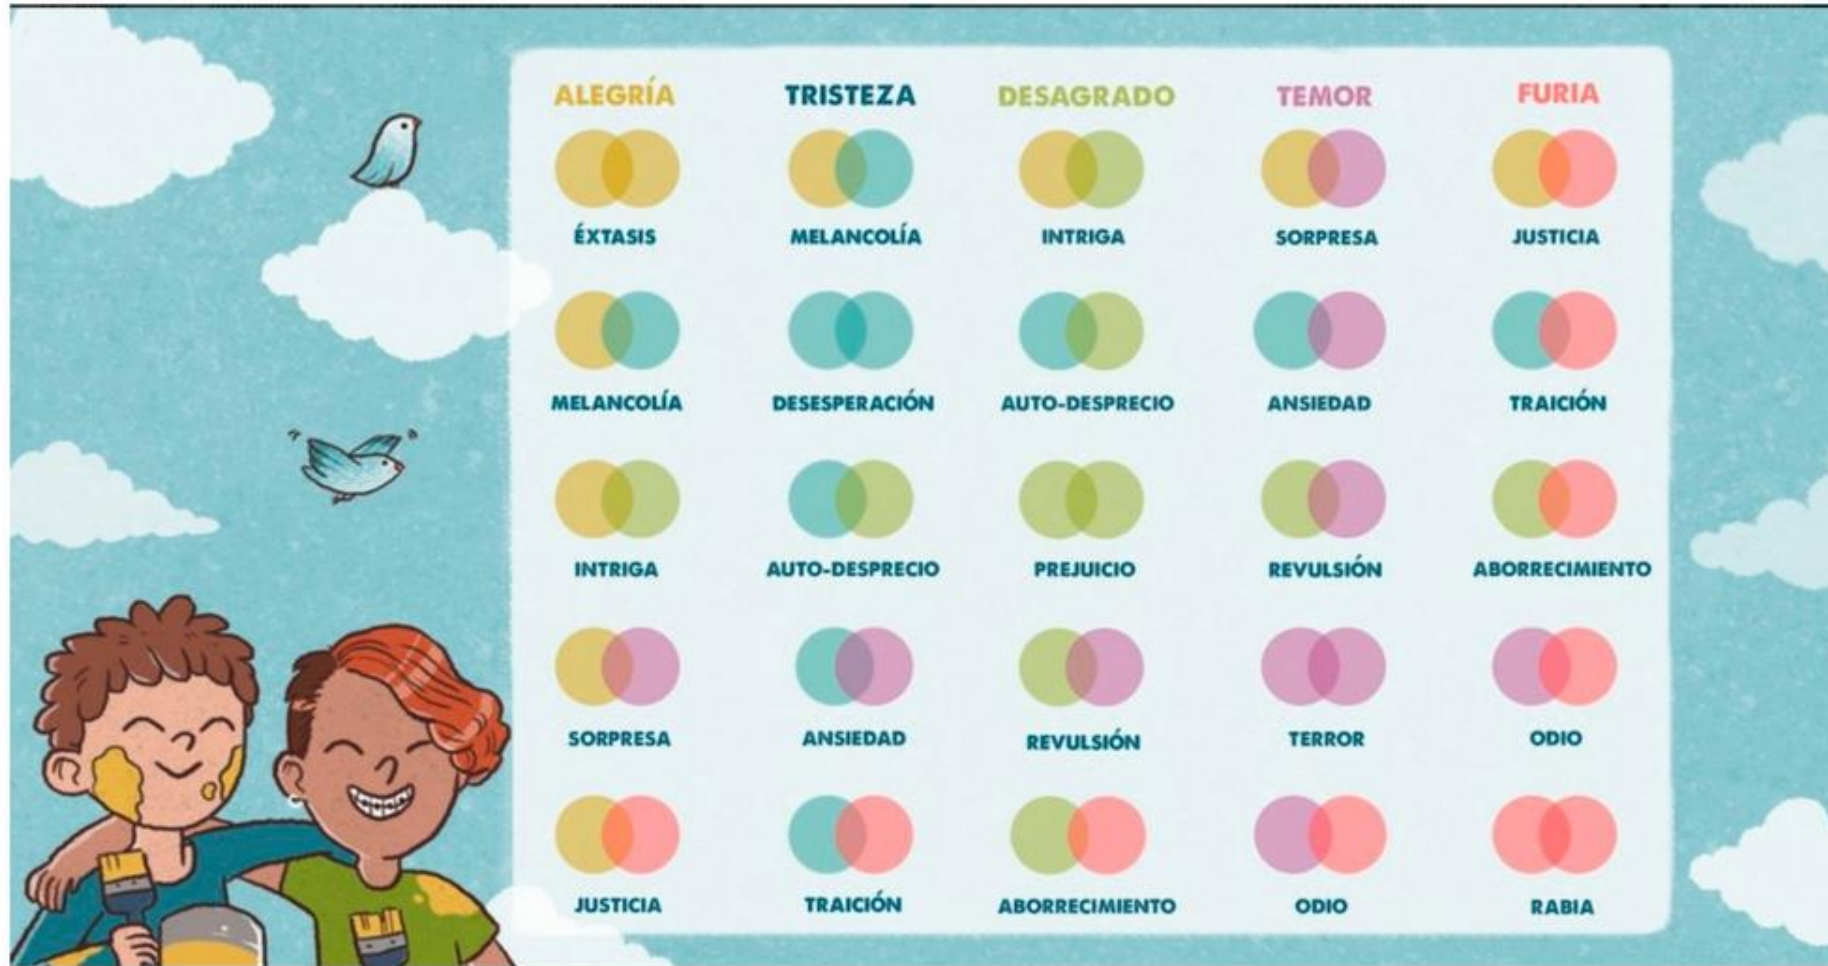 ALEGRÍA TRISTEZA DESAGRADO TEMOR FURIA
ÉXTASIS MELANCOLÍA INTRIGA SORPRESA JUSTICIA
MELANCOLÍA DESESPERACIÓN AUTO-DESPRECIO ANSIEDAD TRAICIÓN
INTRIGA AUTO-DESPRECIO PREJUICIO REVULSIÓN ABORRECIMIENTO
SORPRESA ANSIEDAD REVULSIÓN TERROR ODIO
JUSTICIA TRAICIÓN ABORRECIMIENTO ODIO RABIA